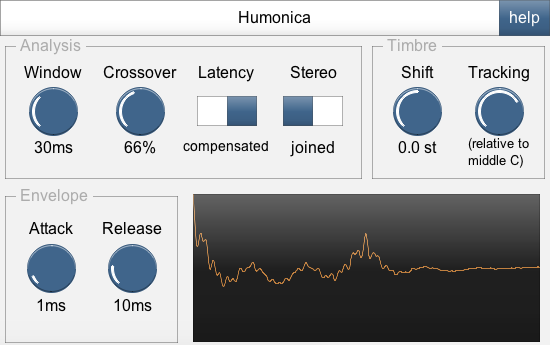 Humonica
help
Analysis
Window
Crossover
Latency
Stereo
30ms
66%
compensated
joined
Timbre
Shift
Tracking
0.0 st
(relative to
middle C)
Envelope
Attack
Release
1ms
10ms